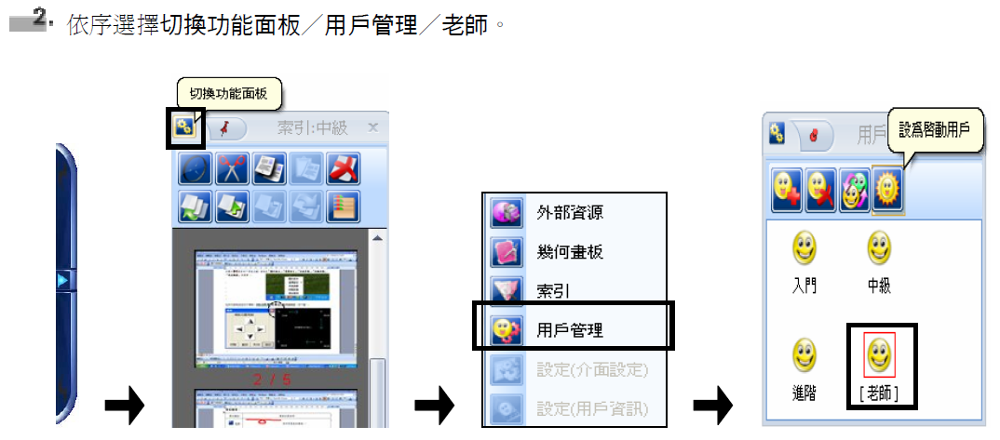 2. 依序選擇切換功能面板／用戶管理／老師。
切換功能面板
索引:中級
2 / 5
外部資源
幾何畫板
索引
用戶管理
設定(介面設定)
設定(用戶資訊)
用戶
設爲啓動用戶
入門
中級
進階
[ 老師 ]